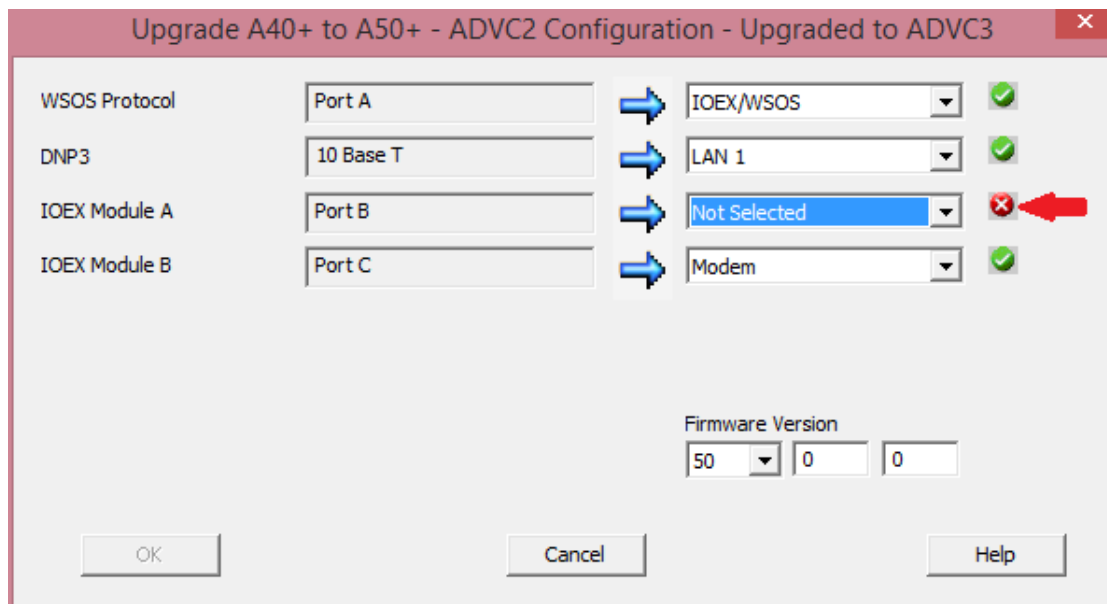 Upgrade A40+ to A50+ - ADVC2 Configuration - Upgraded to ADVC3
WSOS Protocol Port A IOEX/WSOS
DNP3 10 Base T LAN 1
IOEX Module A Port B Not Selected
IOEX Module B Port C Modem
Firmware Version
50 0 0
OK Cancel Help